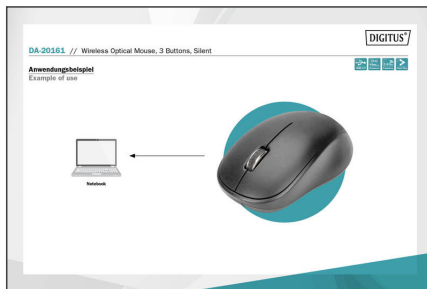 DIGITUS®
DA-20161 // Wireless Optical Mouse, 3 Buttons, Silent
Anwendungsbeispiel
Example of use
Notebook